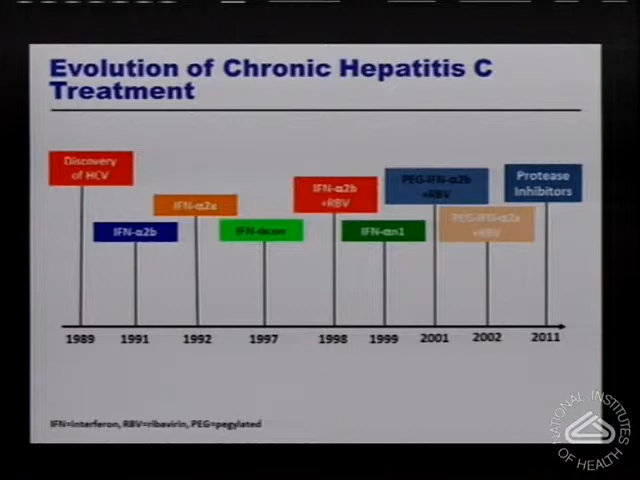 Evolution of Chronic Hepatitis C
Treatment
Discovery
of HCV
IFN-α2b
IFN-α2a
IFN-αcon
IFN-α2b
+RBV
IFN-αn1
PEG-IFN-α2b
+RBV
PEG-IFN-α2a
+RBV
Protease
Inhibitors
1989 1991 1992 1997 1998 1999 2001 2002 2011
IFN=interferon, RBV=ribavirin, PEG=pegylated
NATIONAL INSTITUTES
OF HEALTH